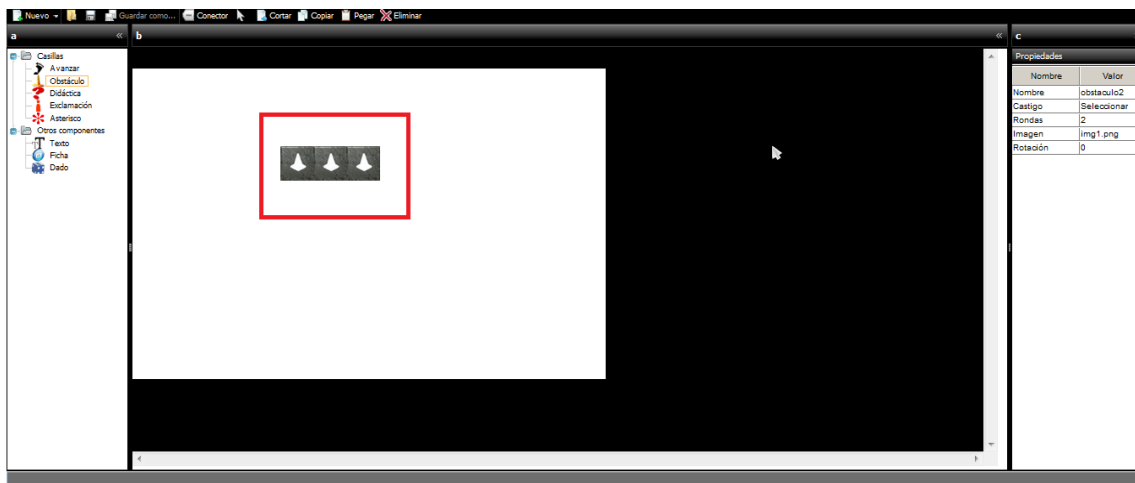 Nuevo Guardar como... Conector Cortar Copiar Pegar Eliminar
a « b « c
Casillas
Avanzar
Obstáculo
Didáctica
Exclamación
Asterisco
Otros componentes
Texto
Ficha
Dado
Propiedades
Nombre Valor
Nombre obstaculo2
Castigo Seleccionar
Rondas 2
Imagen img1.png
Rotación 0